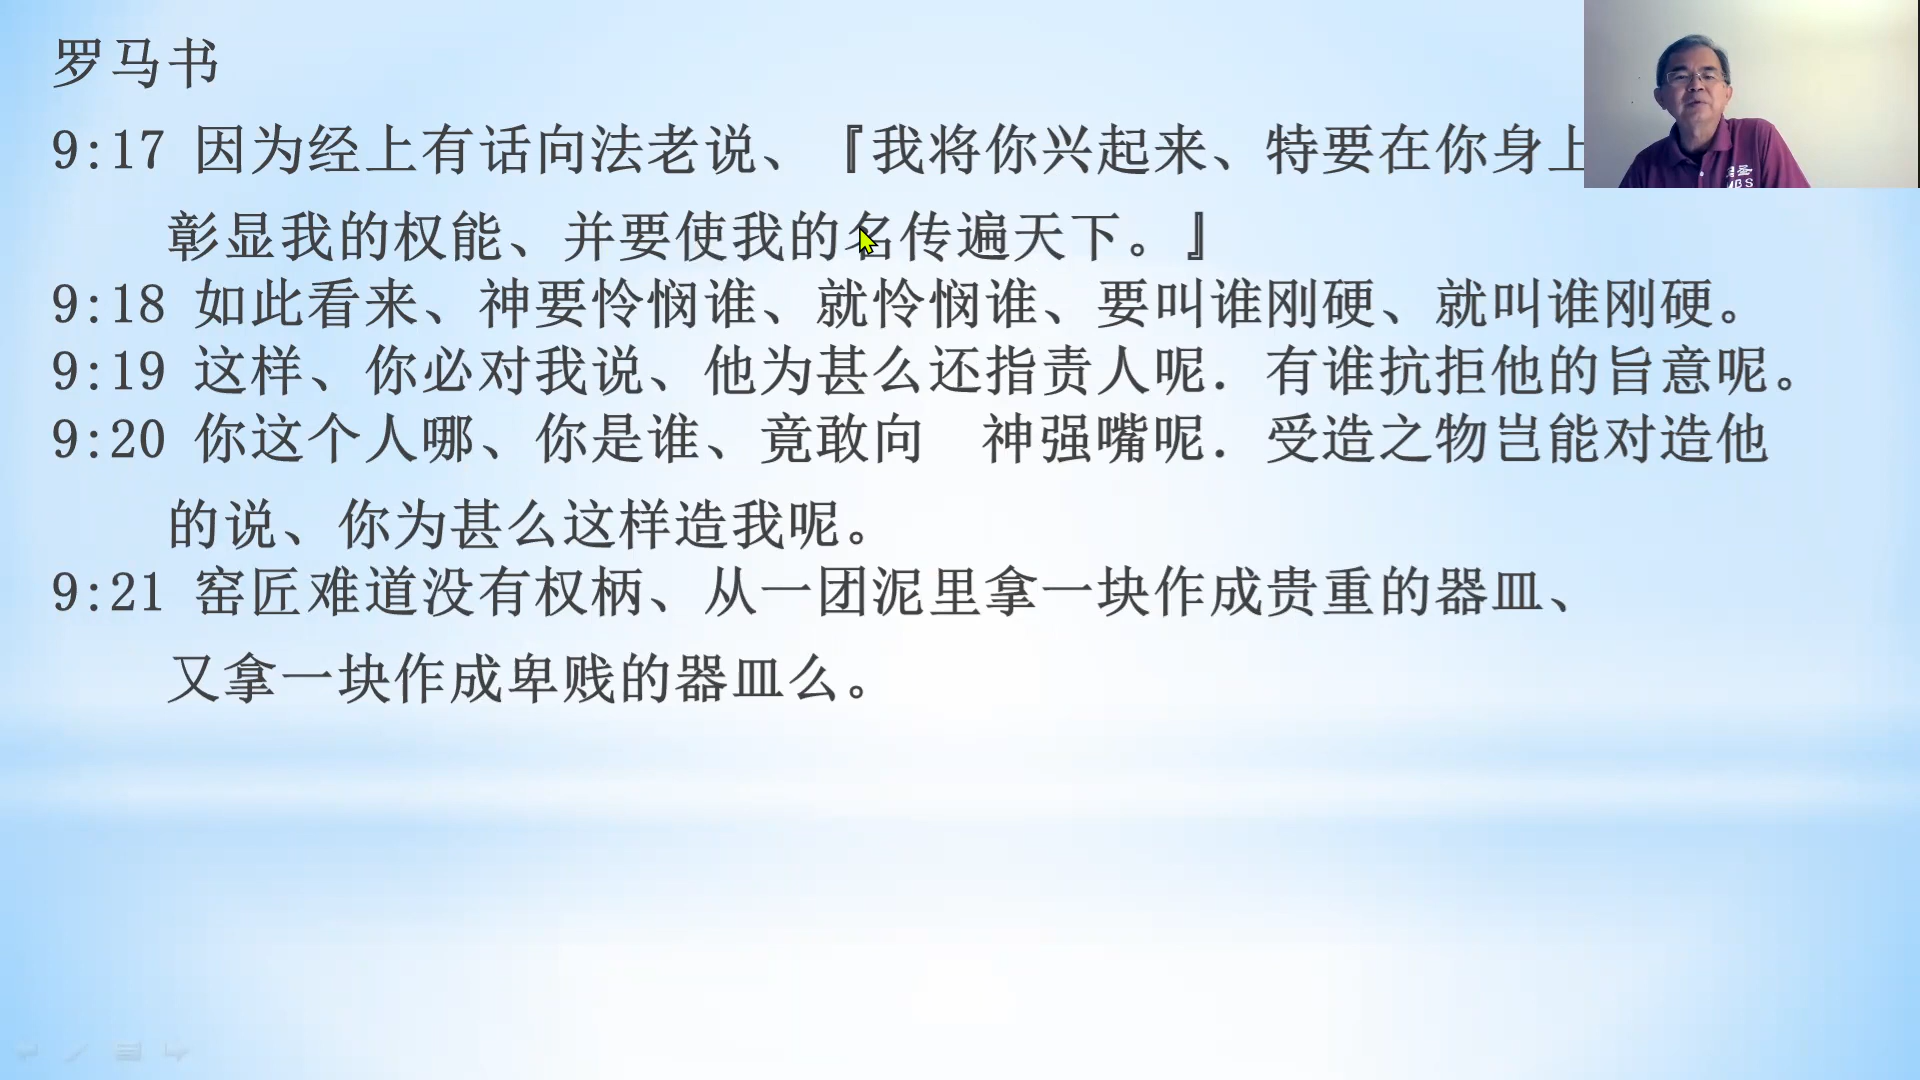 罗马书
9:17 因为经上有话向法老说、『我将你兴起来、特要在你身上
彰显我的权能、并要使我的名传遍天下。』
9:18 如此看来、神要怜悯谁、就怜悯谁、要叫谁刚硬、就叫谁刚硬。
9:19 这样、你必对我说、他为甚么还指责人呢．有谁抗拒他的旨意呢。
9:20 你这个人哪、你是谁、竟敢向　神强嘴呢．受造之物岂能对造他
的说、你为甚么这样造我呢。
9:21 窑匠难道没有权柄、从一团泥里拿一块作成贵重的器皿、
又拿一块作成卑贱的器皿么。